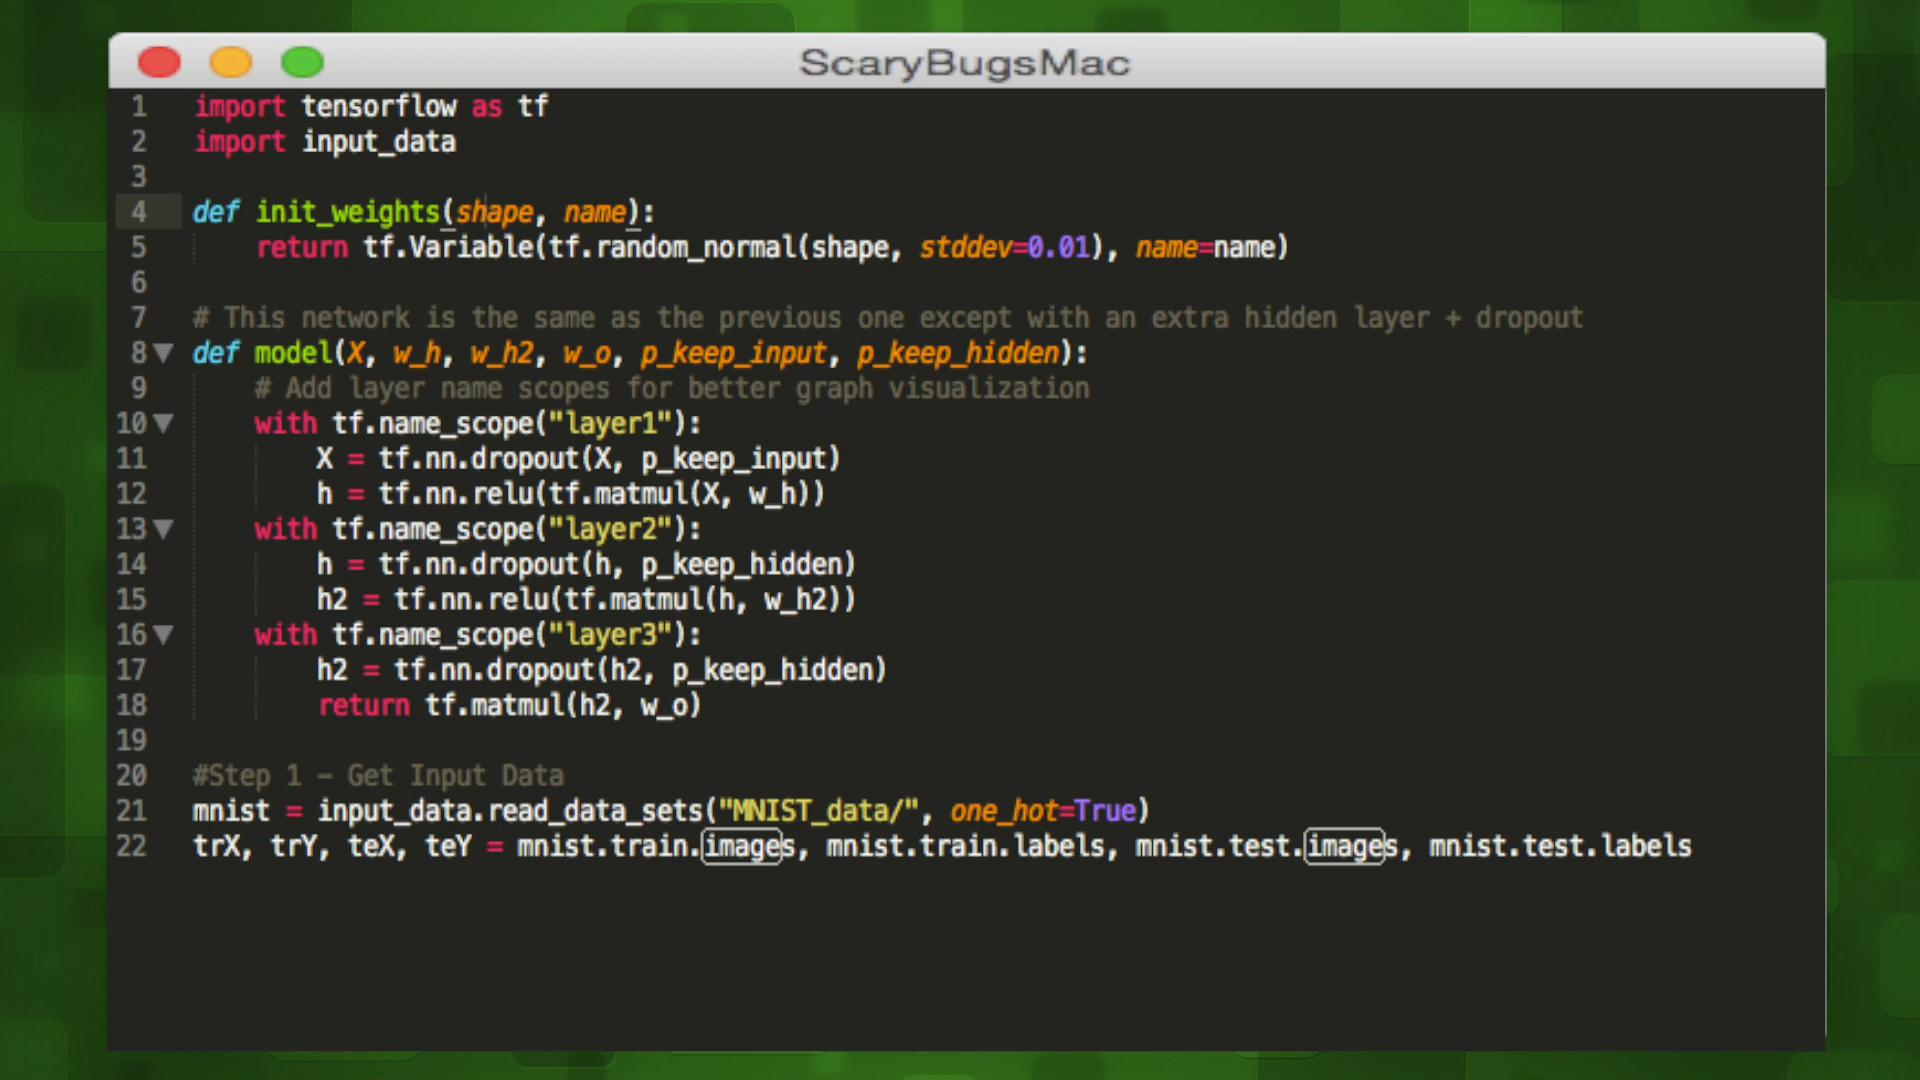 ScaryBugsMac
1 import tensorflow as tf
2 import input_data
3
4 def init_weights(shape, name):
5     return tf.Variable(tf.random_normal(shape, stddev=0.01), name=name)
6
7 # This network is the same as the previous one except with an extra hidden layer + dropout
8 def model(X, w_h, w_h2, w_o, p_keep_input, p_keep_hidden):
9     # Add layer name scopes for better graph visualization
10     with tf.name_scope("layer1"):
11         X = tf.nn.dropout(X, p_keep_input)
12         h = tf.nn.relu(tf.matmul(X, w_h))
13     with tf.name_scope("layer2"):
14         h = tf.nn.dropout(h, p_keep_hidden)
15         h2 = tf.nn.relu(tf.matmul(h, w_h2))
16     with tf.name_scope("layer3"):
17         h2 = tf.nn.dropout(h2, p_keep_hidden)
18         return tf.matmul(h2, w_o)
19
20 #Step 1 - Get Input Data
21 mnist = input_data.read_data_sets("MNIST_data/", one_hot=True)
22 trX, trY, teX, teY = mnist.train.images, mnist.train.labels, mnist.test.images, mnist.test.labels